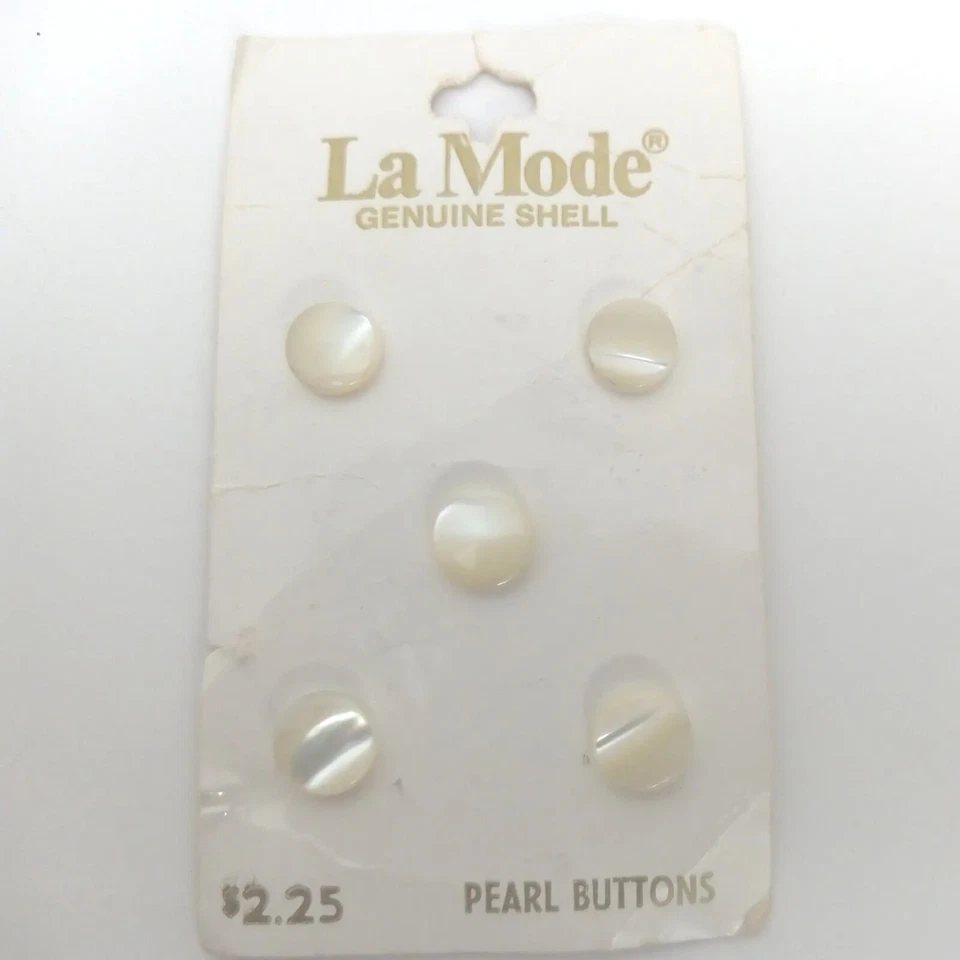 La Mode®
GENUINE SHELL
$2.25
PEARL BUTTONS